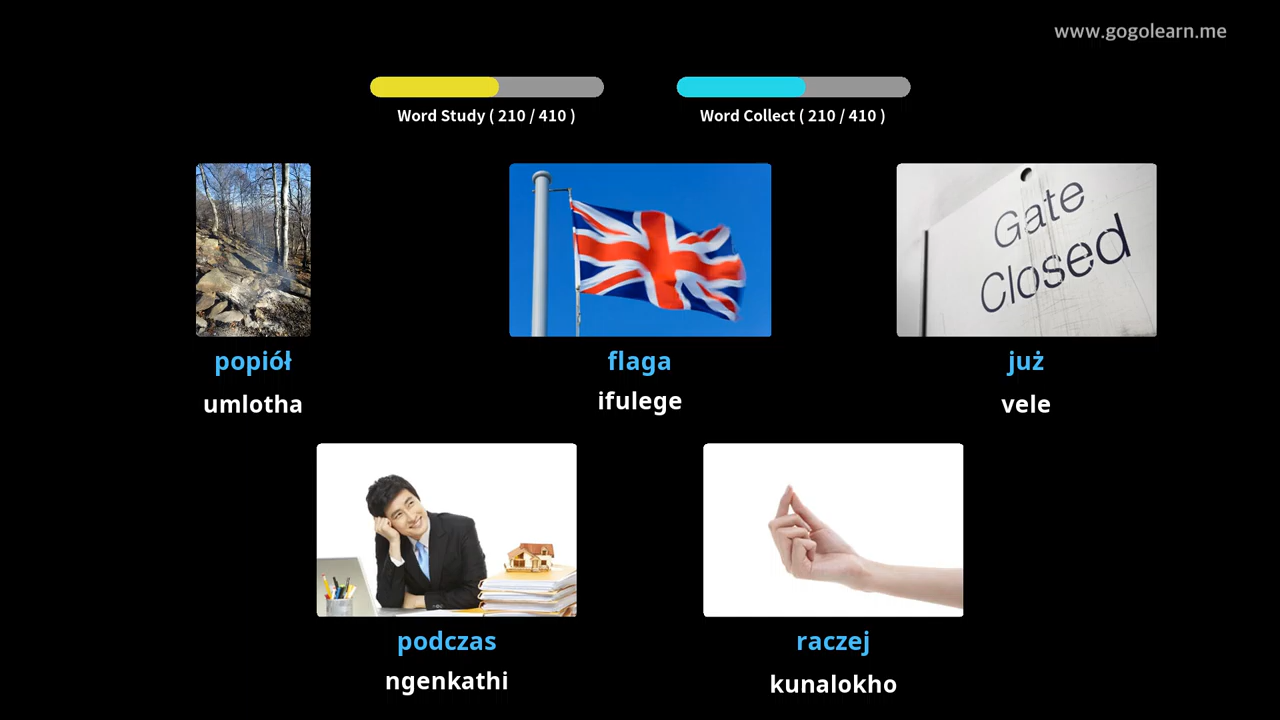 www.gogolearn.me
Word Study ( 210 / 410 )
Word Collect ( 210 / 410 )
Gate
Closed
popiół
flaga
już
umlotha
ifulege
vele
podczas
raczej
ngenkathi
kunalokho